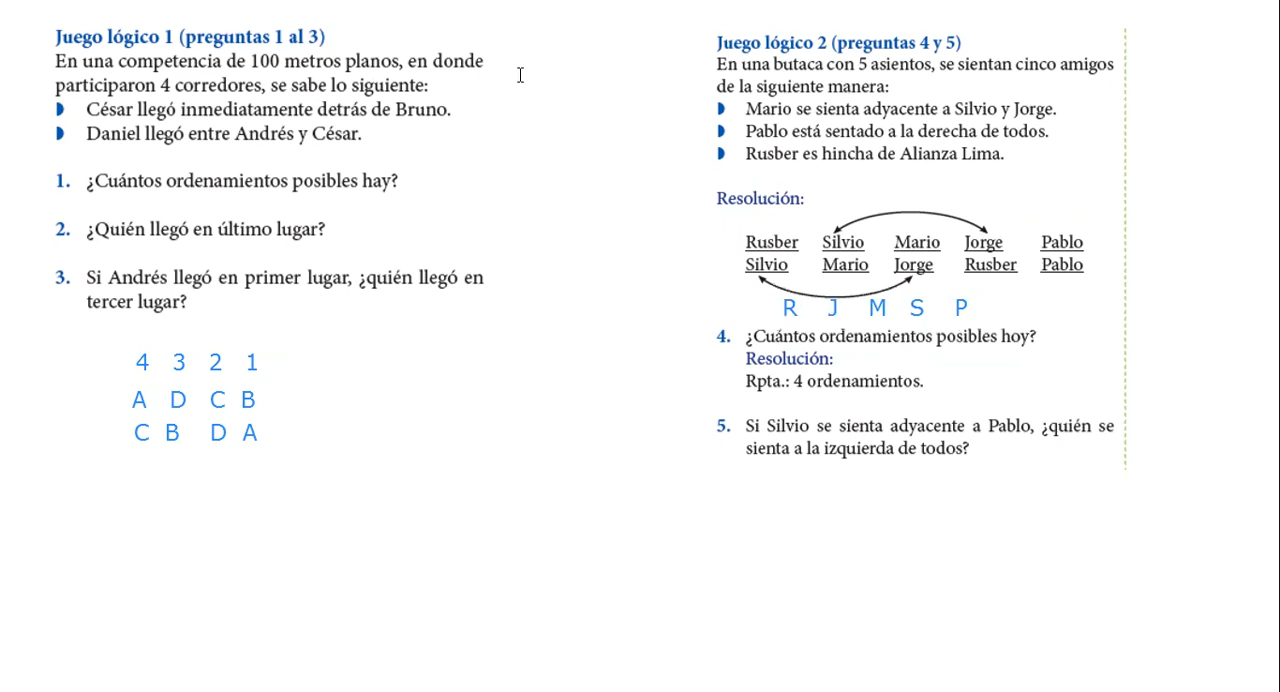 Juego lógico 1 (preguntas 1 al 3)
En una competencia de 100 metros planos, en donde
participaron 4 corredores, se sabe lo siguiente:
César llegó inmediatamente detrás de Bruno.
Daniel llegó entre Andrés y César.
1. ¿Cuántos ordenamientos posibles hay?
2. ¿Quién llegó en último lugar?
3. Si Andrés llegó en primer lugar, ¿quién llegó en
tercer lugar?
4 3 2 1
A D C B
C B D A
Juego lógico 2 (preguntas 4 y 5)
En una butaca con 5 asientos, se sientan cinco amigos
de la siguiente manera:
Mario se sienta adyacente a Silvio y Jorge.
Pablo está sentado a la derecha de todos.
Rusber es hincha de Alianza Lima.
Resolución:
Rusber Silvio Mario Jorge Pablo
Silvio Mario Jorge Rusber Pablo
R J M S P
4. ¿Cuántos ordenamientos posibles hoy?
Resolución:
Rpta.: 4 ordenamientos.
5. Si Silvio se sienta adyacente a Pablo, ¿quién se
sienta a la izquierda de todos?